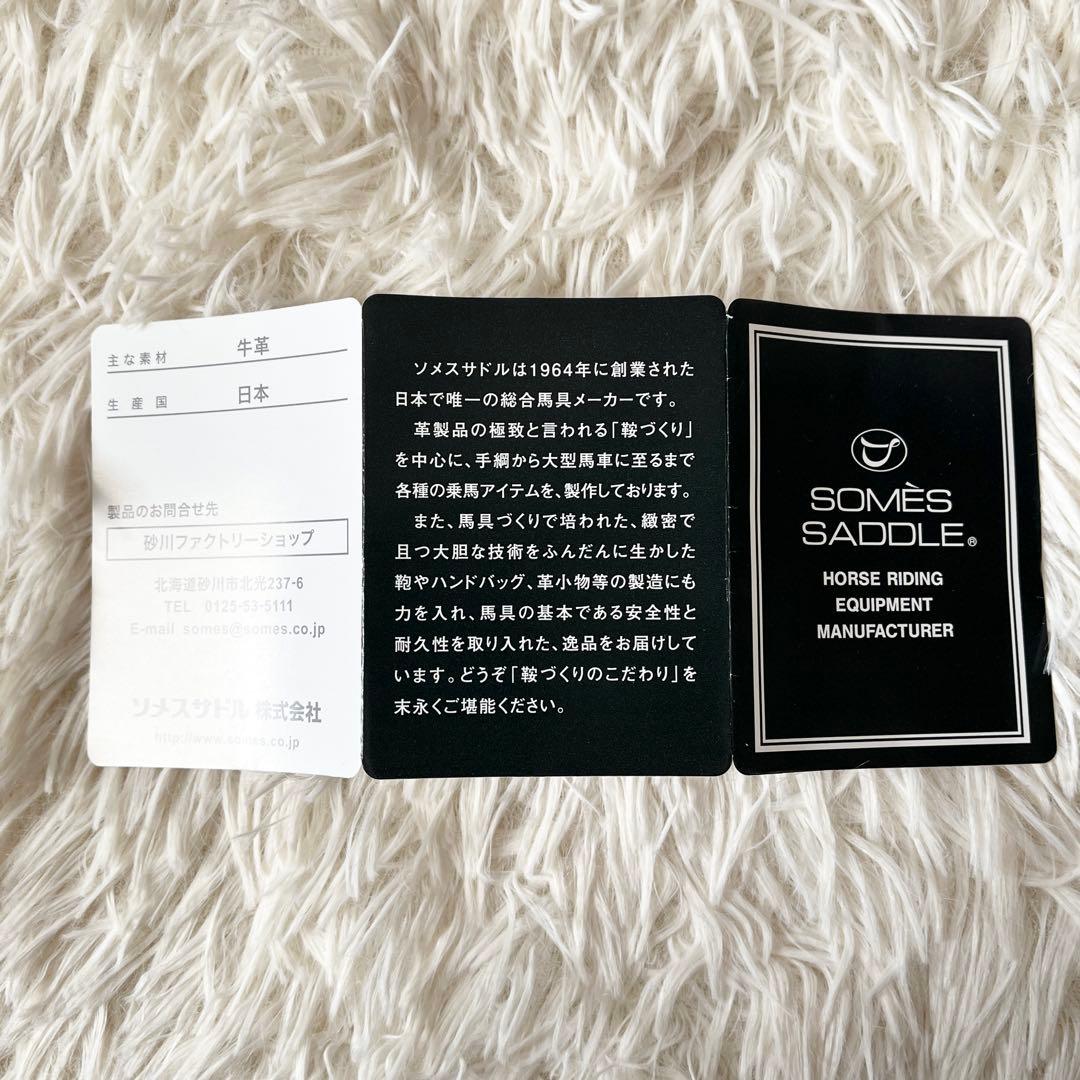 主な素材 牛革
生産国 日本
製品のお問合せ先
砂川ファクトリーショップ
北海道砂川市北光237-6
TEL 0125-53-5111
E-mail somes@somes.co.jp
ソメスサドル 株式会社
http://www.somes.co.jp
ソメスサドルは1964年に創業された
日本で唯一の総合馬具メーカーです。
革製品の極致と言われる「鞍づくり」
を中心に、手綱から大型馬車に至るまで
各種の乗馬アイテムを、製作しております。
また、馬具づくりで培われた、緻密で
且つ大胆な技術をふんだんに生かした
鞄やハンドバッグ、革小物等の製造にも
力を入れ、馬具の基本である安全性と
耐久性を取り入れた、逸品をお届けして
います。どうぞ「鞍づくりのこだわり」を
末永くご堪能ください。
SOMÈS
SADDLE®
HORSE RIDING
EQUIPMENT
MANUFACTURER